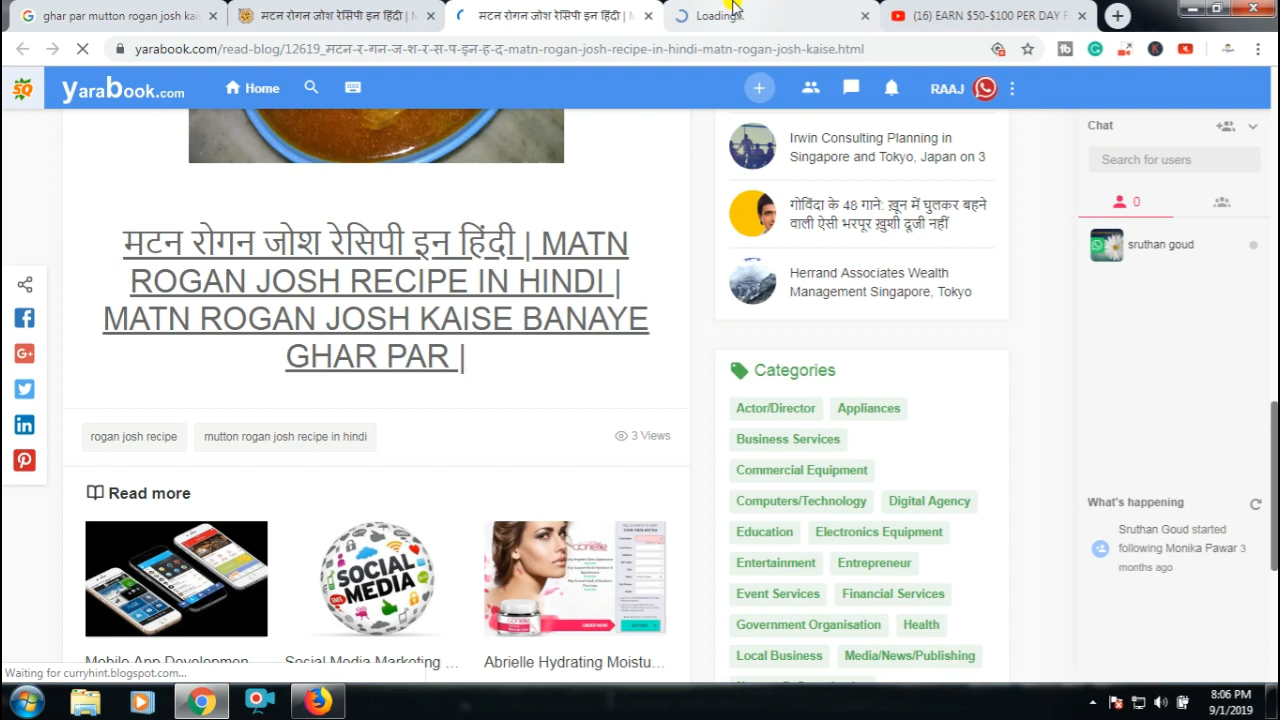 ghar par mutton rogan josh kai
मटन रोगन जोश रेसिपी इन हिंदी | M
मटन रोगन जोश रेसिपी इन हिंदी | M
Loading...
(16) EARN $50-$100 PER DAY F
yarabook.com/read-blog/12619_मटन-र-गन-ज-श-र-स-प-इन-ह-द-matn-rogan-josh-recipe-in-hindi-matn-rogan-josh-kaise.html
yarabook.com
Home
RAAJ
Irwin Consulting Planning in
Singapore and Tokyo, Japan on 3
गोविंदा के 48 गाने: ख़ून में घुलकर बहने
वाली ऐसी भरपूर ख़ुशी दूजी नहीं
Herrand Associates Wealth
Management Singapore, Tokyo
Chat
Search for users
0
sruthan goud
मटन रोगन जोश रेसिपी इन हिंदी | MATN
ROGAN JOSH RECIPE IN HINDI |
MATN ROGAN JOSH KAISE BANAYE
GHAR PAR |
rogan josh recipe
mutton rogan josh recipe in hindi
3 Views
Read more
SOCIAL
MEDIA
abrielle
Mobile App Developmen
Social Media Marketing ...
Abrielle Hydrating Moistu...
Categories
Actor/Director
Appliances
Business Services
Commercial Equipment
Computers/Technology
Digital Agency
Education
Electronics Equipment
Entertainment
Entrepreneur
Event Services
Financial Services
Government Organisation
Health
Local Business
Media/News/Publishing
What's happening
Sruthan Goud started
following Monika Pawar 3
months ago
Waiting for curryhint.blogspot.com...
8:06 PM
9/1/2019